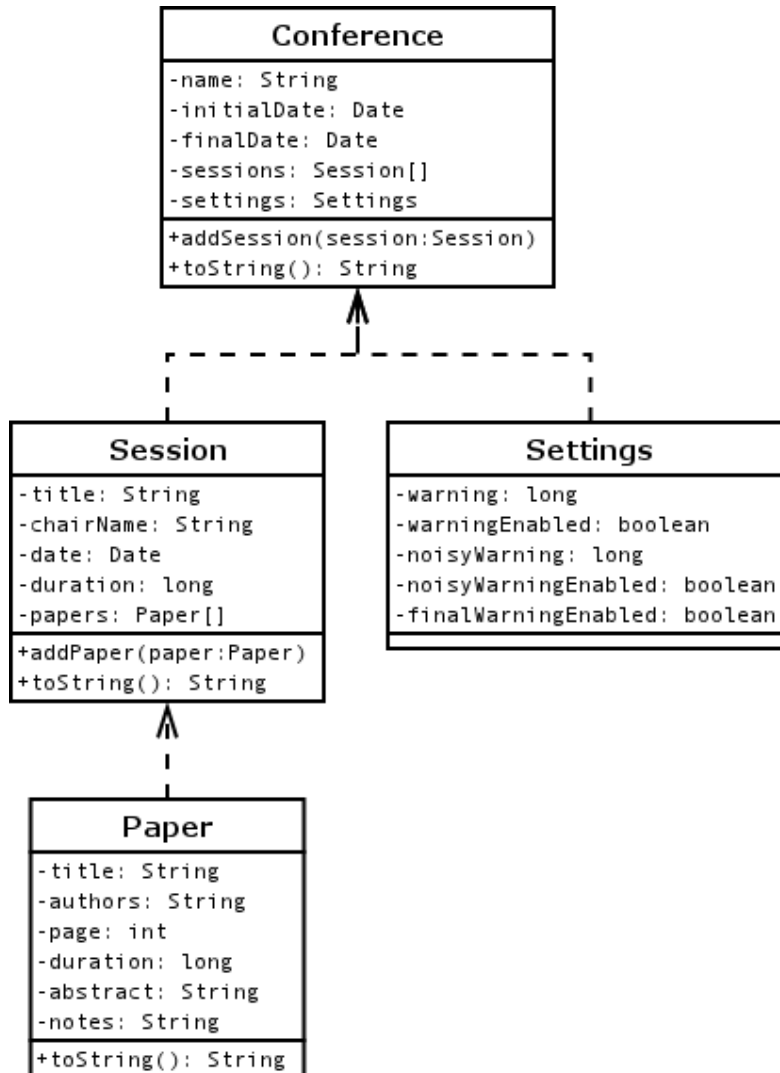 Conference
-name: String
-initialDate: Date
-finalDate: Date
-sessions: Session[]
-settings: Settings
+addSession(session:Session)
+toString(): String
Session
-title: String
-chairName: String
-date: Date
-duration: long
-papers: Paper[]
+addPaper(paper:Paper)
+toString(): String
Settings
-warning: long
-warningEnabled: boolean
-noisyWarning: long
-noisyWarningEnabled: boolean
-finalWarningEnabled: boolean
Paper
-title: String
-authors: String
-page: int
-duration: long
-abstract: String
-notes: String
+toString(): String